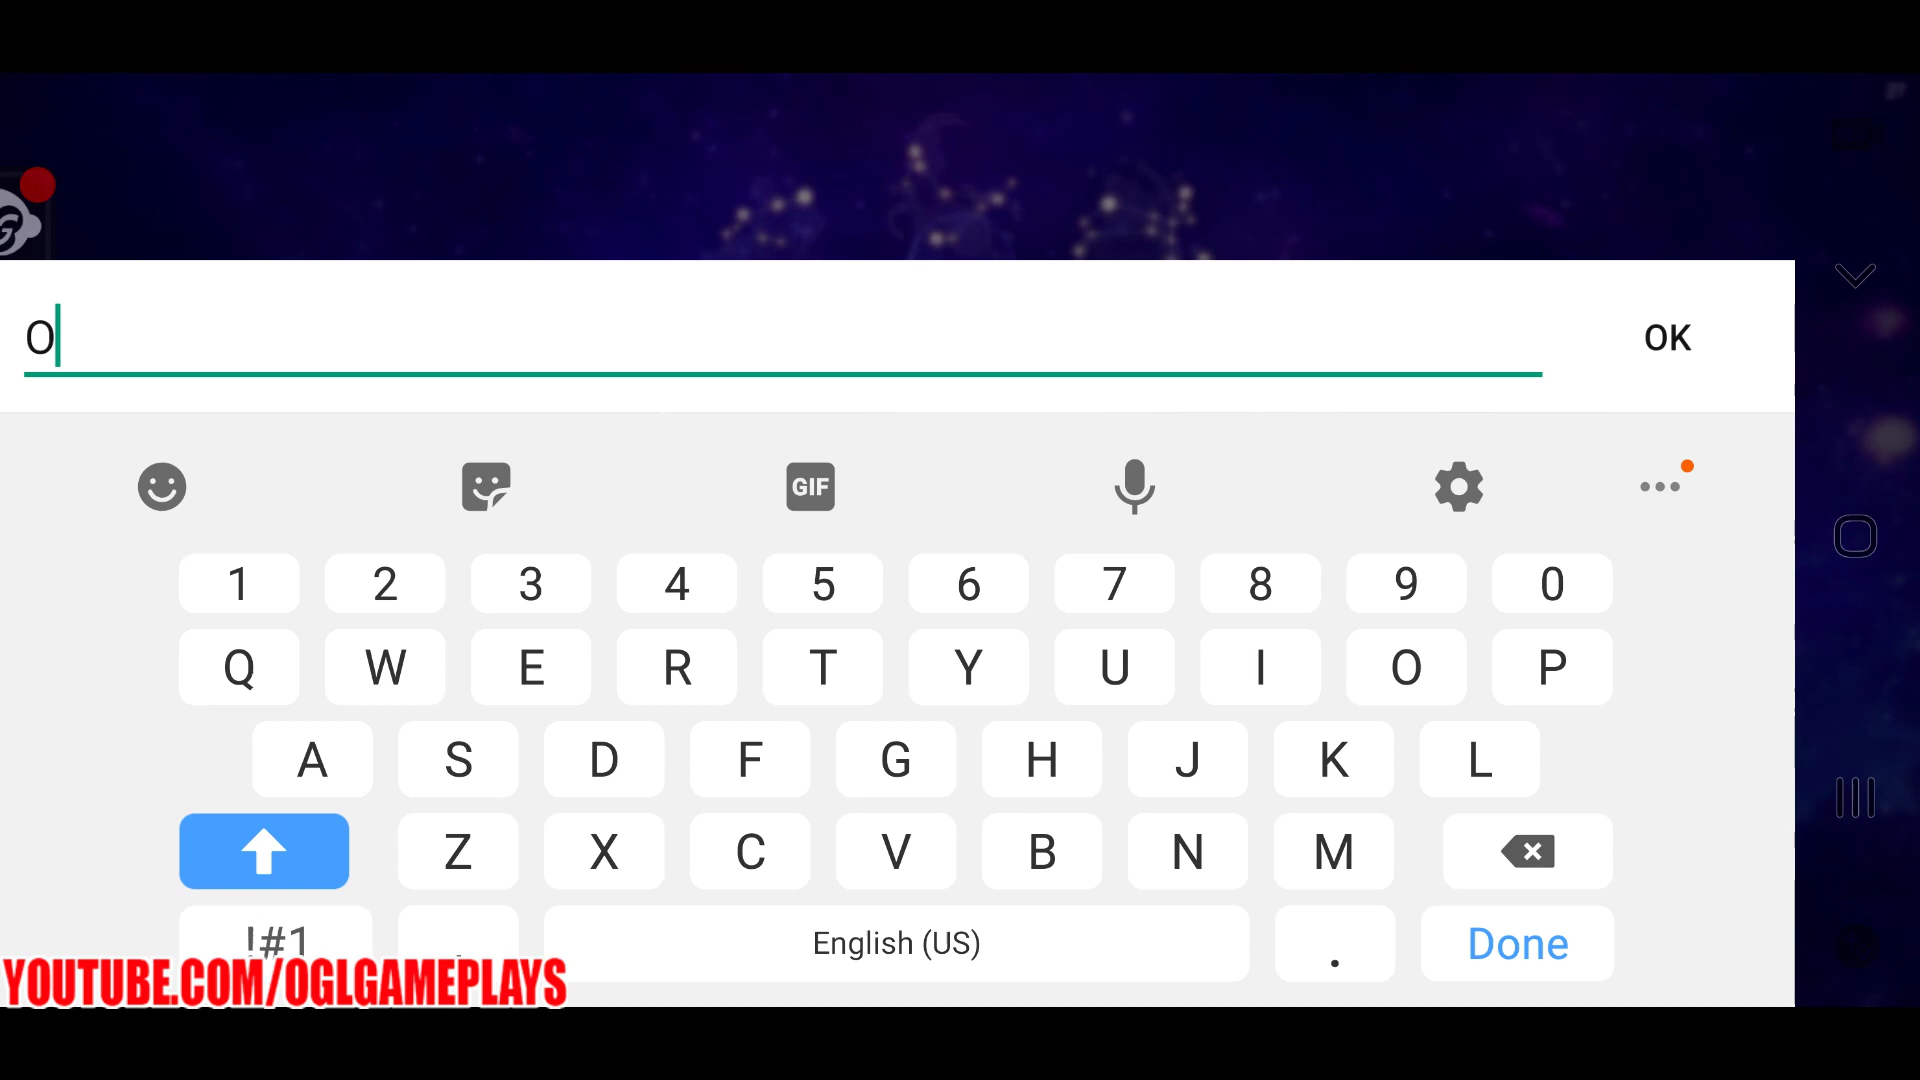 O
OK
GIF
1 2 3 4 5 6 7 8 9 0
Q W E R T Y U I O P
A S D F G H J K L
Z X C V B N M
!#1 English (US) . Done
YOUTUBE.COM/OGLGAMEPLAYS